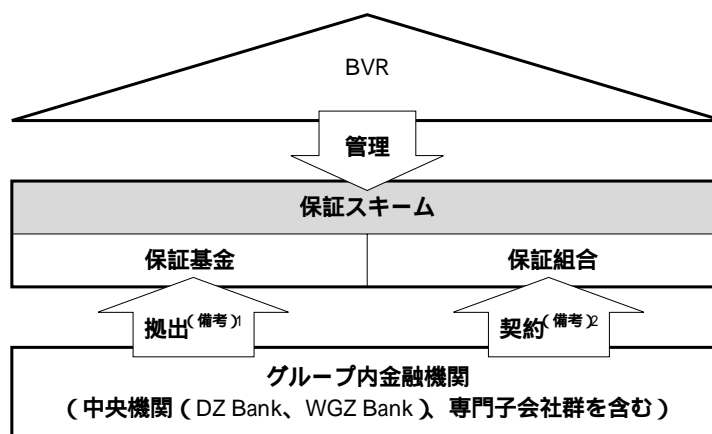 BVR
管理
保証スキーム
保証基金
保証組合
拠出(備考)1
契約(備考)2
グループ内金融機関
(中央機関(DZ Bank、WGZ Bank)、専門子会社群を含む)